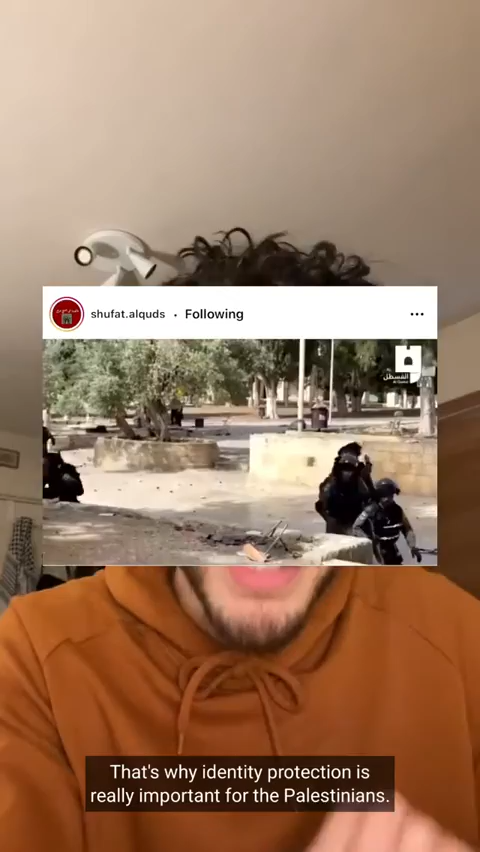 shufat.alquds • Following
القسطل
That's why identity protection is
really important for the Palestinians.